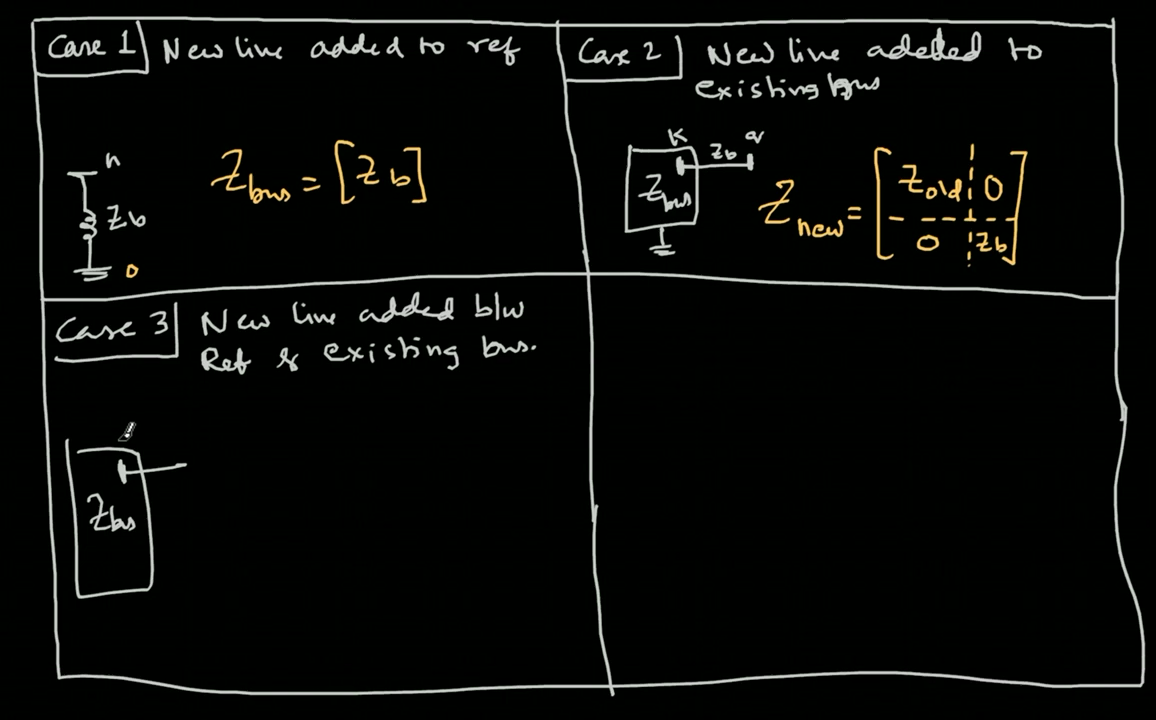 Case 1 New line added to ref
n
Zb
0
Zbus = [Zb]
Case 2 New line added to
existing bus
K Zb q
Zbus
Znew = [Zold 0
0 Zb]
Case 3 New line added b/w
Ref & existing bus.
Zbus